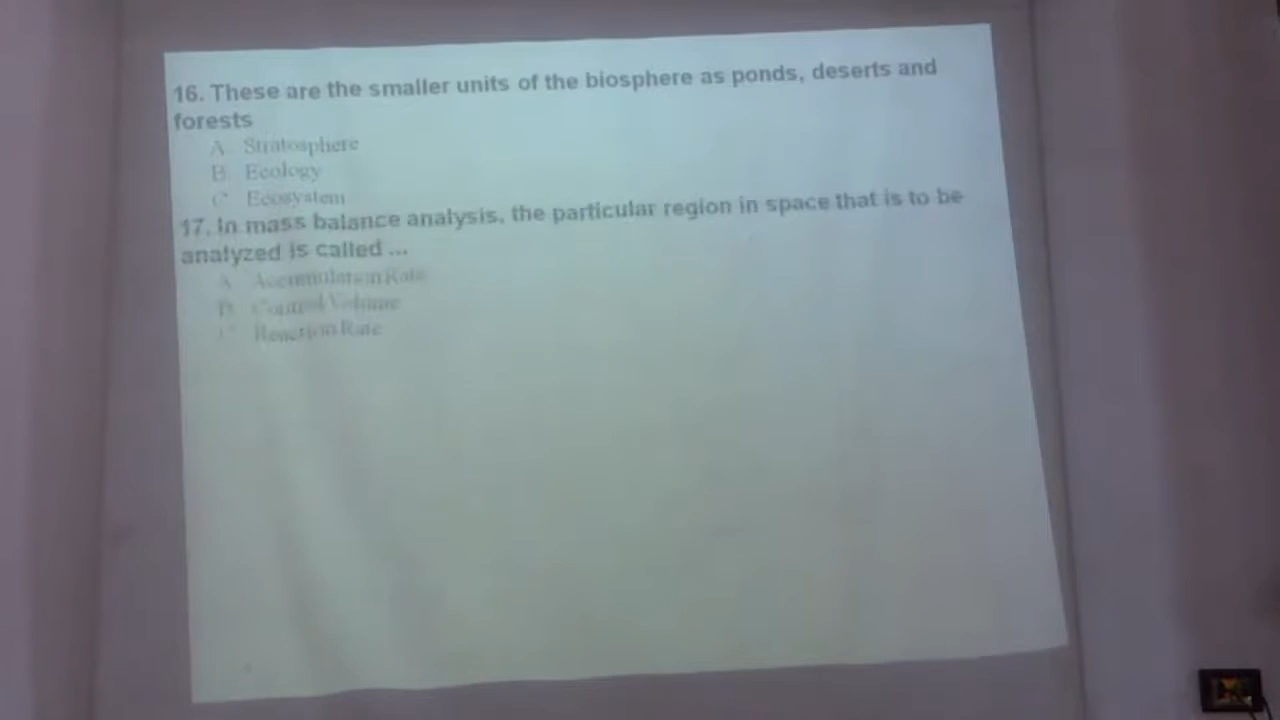 16. These are the smaller units of the biosphere as ponds, deserts and
forests
A. Stratosphere
B. Ecology
C. Ecosystem
17. In mass balance analysis, the particular region in space that is to be
analyzed is called ...
A. Accumulation Rate
B. Control Volume
C. Reaction Rate